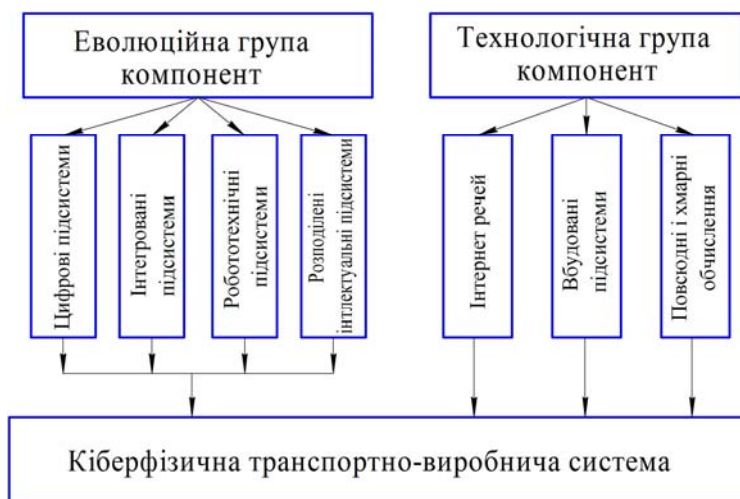 Еволюційна група
компонент
Технологічна група
компонент
Цифрові підсистеми
Інтегровані
підсистеми
Робототехнічні
підсистеми
Розподілені
інтлектуальні підсистеми
Інтернет речей
Вбудовані
підсистеми
Повсюдні і хмарні
обчислення
Кіберфізична транспортно-виробнича система